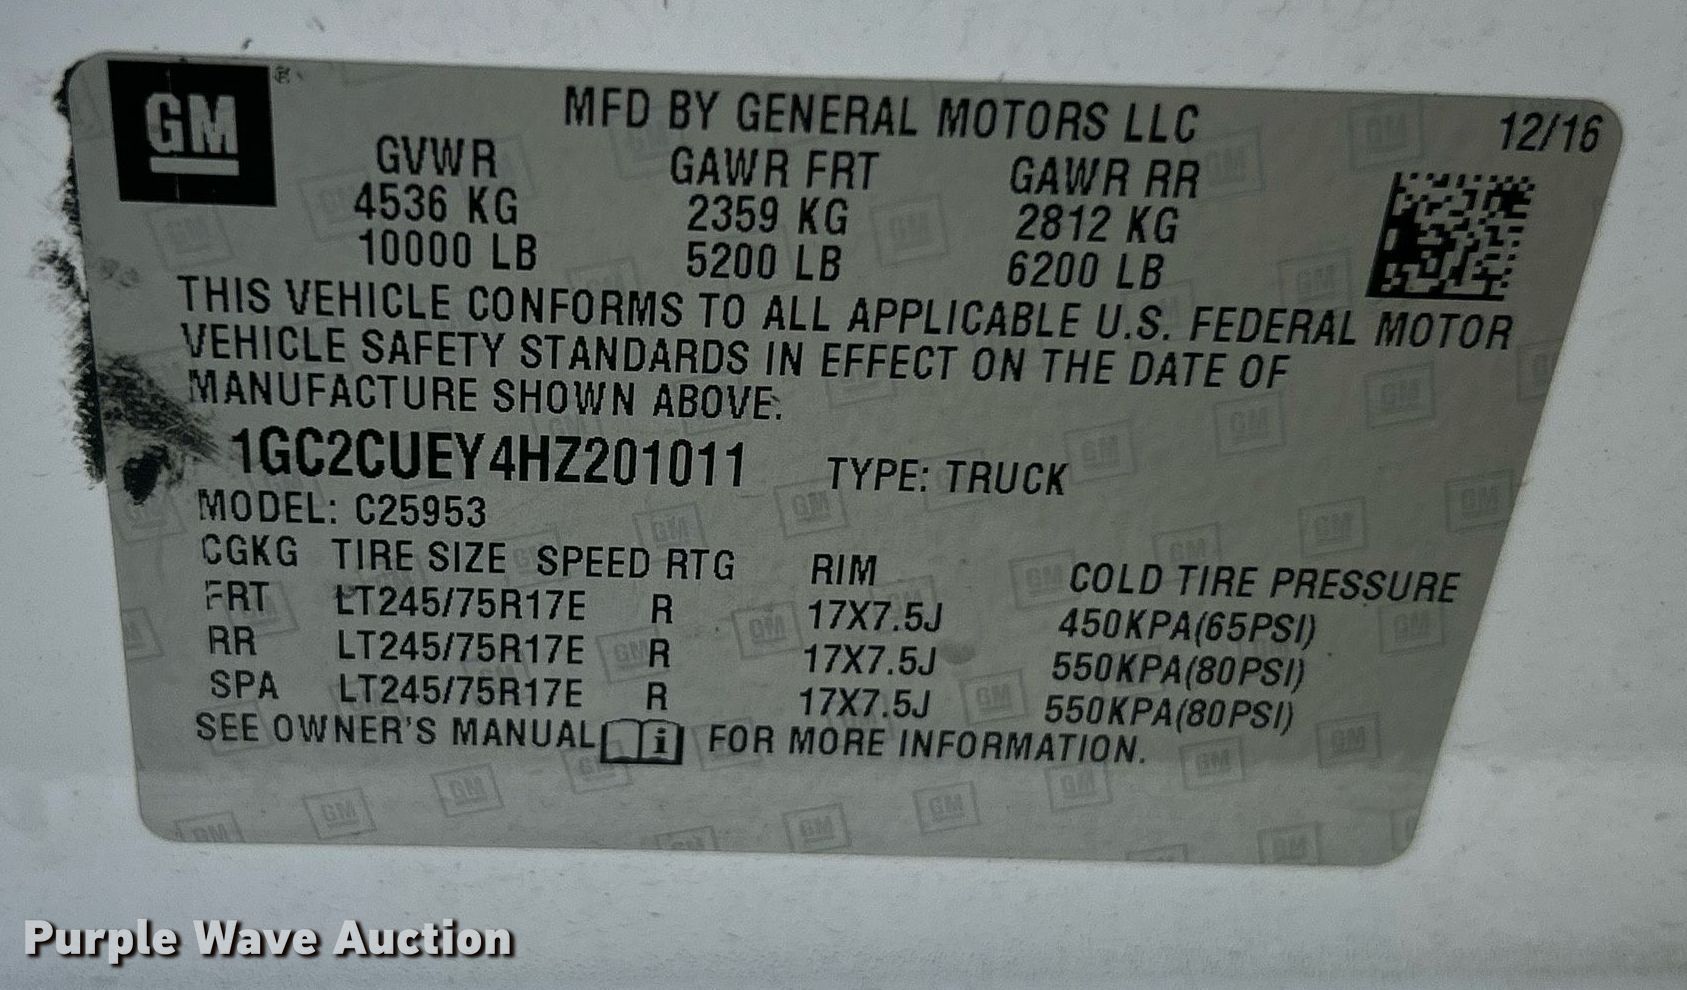 GM
MFD BY GENERAL MOTORS LLC
12/16
GVWR GAWR FRT GAWR RR
4536 KG 2359 KG 2812 KG
10000 LB 5200 LB 6200 LB
THIS VEHICLE CONFORMS TO ALL APPLICABLE U.S. FEDERAL MOTOR
VEHICLE SAFETY STANDARDS IN EFFECT ON THE DATE OF
MANUFACTURE SHOWN ABOVE.
1GC2CUEY4HZ201011 TYPE: TRUCK
MODEL: C25953
CGKG TIRE SIZE SPEED RTG RIM COLD TIRE PRESSURE
FRT LT245/75R17E R 17X7.5J 450KPA(65PSI)
RR LT245/75R17E R 17X7.5J 550KPA(80PSI)
SPA LT245/75R17E R 17X7.5J 550KPA(80PSI)
SEE OWNER'S MANUAL i FOR MORE INFORMATION.
Purple Wave Auction